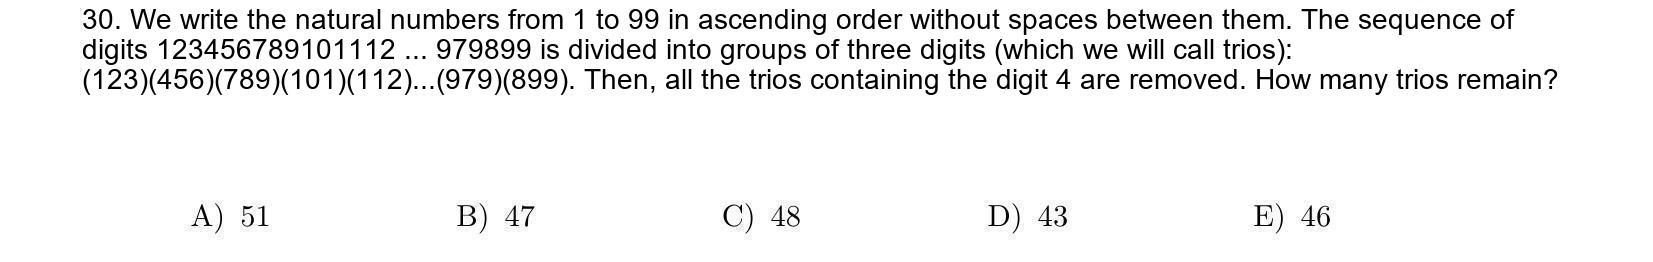 30. We write the natural numbers from 1 to 99 in ascending order without spaces between them. The sequence of
digits 123456789101112 ... 979899 is divided into groups of three digits (which we will call trios):
(123)(456)(789)(101)(112)...(979)(899). Then, all the trios containing the digit 4 are removed. How many trios remain?
A) 51 B) 47 C) 48 D) 43 E) 46